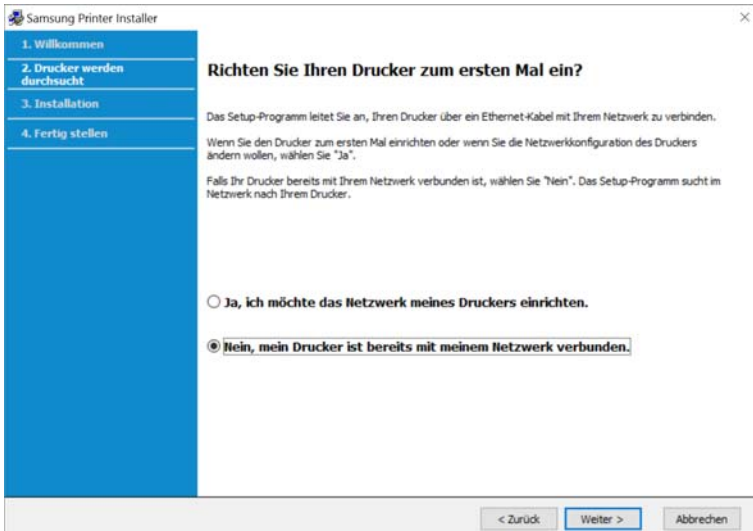 Samsung Printer Installer
1. Willkommen
2. Drucker werden
durchsucht
3. Installation
4. Fertig stellen
Richten Sie Ihren Drucker zum ersten Mal ein?
Das Setup-Programm leitet Sie an, Ihren Drucker über ein Ethernet-Kabel mit Ihrem Netzwerk zu verbinden.
Wenn Sie den Drucker zum ersten Mal einrichten oder wenn Sie die Netzwerkkonfiguration des Druckers
ändern wollen, wählen Sie "Ja".
Falls Ihr Drucker bereits mit Ihrem Netzwerk verbunden ist, wählen Sie "Nein". Das Setup-Programm sucht im
Netzwerk nach Ihrem Drucker.
Ja, ich möchte das Netzwerk meines Druckers einrichten.
Nein, mein Drucker ist bereits mit meinem Netzwerk verbunden.
< Zurück Weiter > Abbrechen